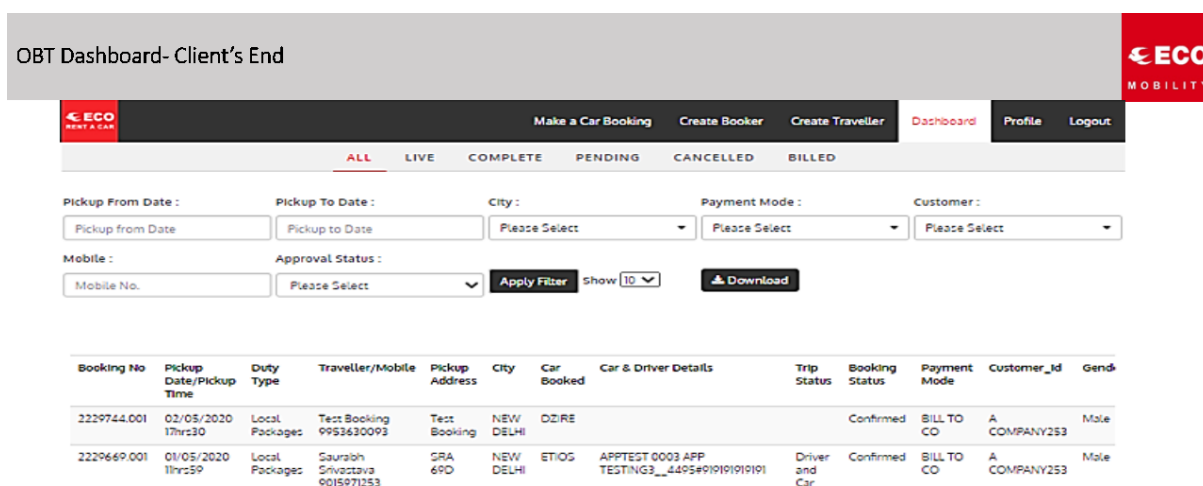 OBT Dashboard- Client's End
ECO
MOBILITY
ECO
RENT A CAR
Make a Car Booking Create Booker Create Traveller Dashboard Profile Logout
ALL LIVE COMPLETE PENDING CANCELLED BILLED
Pickup From Date : Pickup To Date : City : Payment Mode : Customer :
Pickup from Date Pickup to Date Please Select Please Select Please Select
Mobile : Approval Status :
Mobile No. Please Select Apply Filter Show 10 Download
Booking No Pickup Duty Traveller/Mobile Pickup City Car Car & Driver Details Trip Booking Payment Customer_Id Gend
Date/Pickup Type Address Booked Status Status Mode
Time
2229744.001 02/05/2020 Local Test Booking Test NEW DZIRE Confirmed BILL TO A Male
17hrs30 Packages 9953630093 Booking DELHI CO COMPANY253
2229669.001 01/05/2020 Local Saurabh SRA NEW ETIOS APPTEST 0003 APP Driver Confirmed BILL TO A Male
11hrs59 Packages Srivastava 69D DELHI TESTING3__4495#919191919191 and CO COMPANY253
9015971253 Car